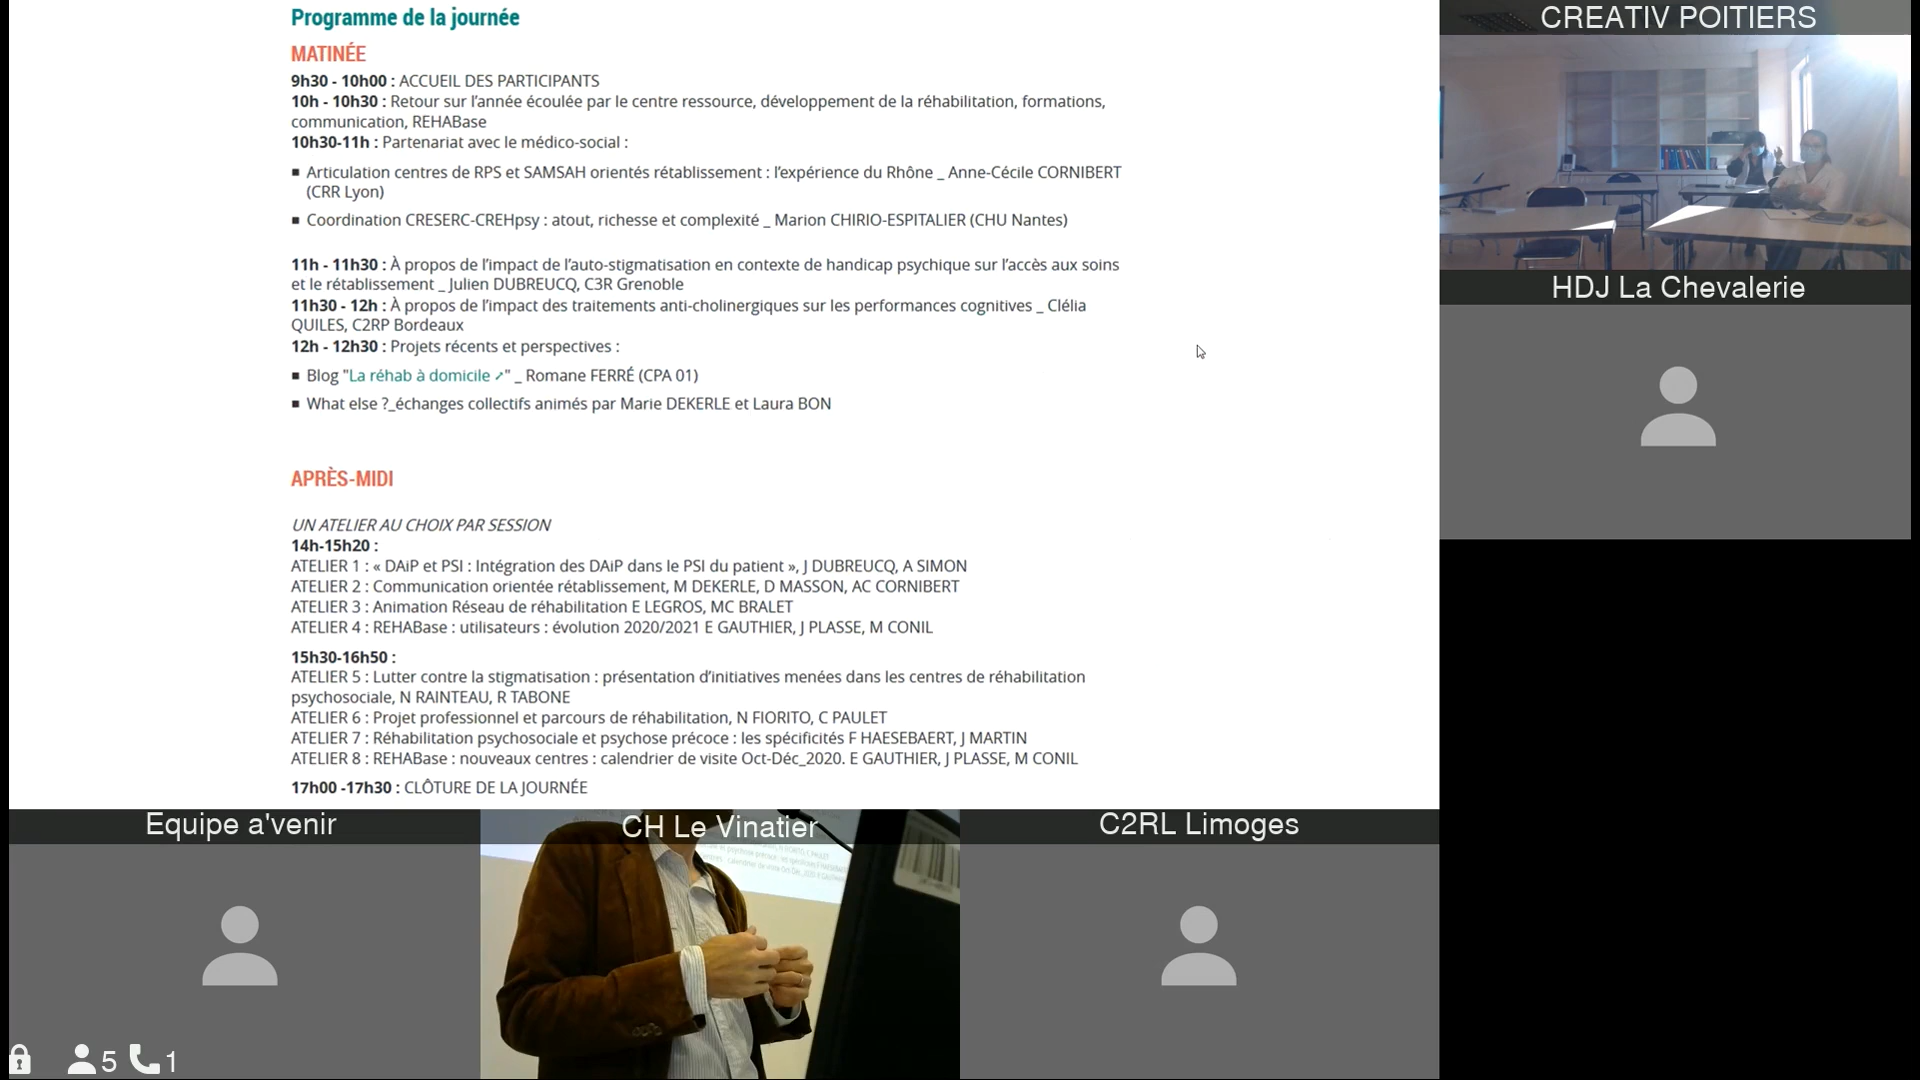 Programme de la journée
MATINÉE
9h30 - 10h00 : ACCUEIL DES PARTICIPANTS
10h - 10h30 : Retour sur l'année écoulée par le centre ressource, développement de la réhabilitation, formations,
communication, REHABase
10h30-11h : Partenariat avec le médico-social :
▪ Articulation centres de RPS et SAMSAH orientés rétablissement : l'expérience du Rhône _ Anne-Cécile CORNIBERT
(CRR Lyon)
▪ Coordination CRESERC-CREHpsy : atout, richesse et complexité _ Marion CHIRIO-ESPITALIER (CHU Nantes)
11h - 11h30 : À propos de l'impact de l'auto-stigmatisation en contexte de handicap psychique sur l'accès aux soins
et le rétablissement _ Julien DUBREUCQ, C3R Grenoble
11h30 - 12h : À propos de l'impact des traitements anti-cholinergiques sur les performances cognitives _ Clélia
QUILES, C2RP Bordeaux
12h - 12h30 : Projets récents et perspectives :
▪ Blog "La réhab à domicile" _ Romane FERRÉ (CPA 01)
▪ What else ?_échanges collectifs animés par Marie DEKERLE et Laura BON
APRÈS-MIDI
UN ATELIER AU CHOIX PAR SESSION
14h-15h20 :
ATELIER 1 : « DAiP et PSI : Intégration des DAiP dans le PSI du patient », J DUBREUCQ, A SIMON
ATELIER 2 : Communication orientée rétablissement, M DEKERLE, D MASSON, AC CORNIBERT
ATELIER 3 : Animation Réseau de réhabilitation E LEGROS, MC BRALET
ATELIER 4 : REHABase : utilisateurs : évolution 2020/2021 E GAUTHIER, J PLASSE, M CONIL
15h30-16h50 :
ATELIER 5 : Lutter contre la stigmatisation : présentation d'initiatives menées dans les centres de réhabilitation
psychosociale, N RAINTEAU, R TABONE
ATELIER 6 : Projet professionnel et parcours de réhabilitation, N FIORITO, C PAULET
ATELIER 7 : Réhabilitation psychosociale et psychose précoce : les spécificités F HAESEBAERT, J MARTIN
ATELIER 8 : REHABase : nouveaux centres : calendrier de visite Oct-Déc_2020. E GAUTHIER, J PLASSE, M CONIL
17h00 -17h30 : CLÔTURE DE LA JOURNÉE
CREATIV POITIERS
HDJ La Chevalerie
Equipe a'venir
CH Le Vinatier
C2RL Limoges
5 1